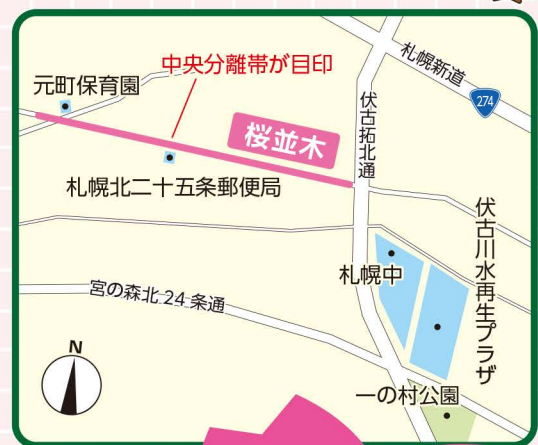 札幌新道
274
中央分離帯が目印
元町保育園
伏古拓北通
桜並木
札幌北二十五条郵便局
伏古川水再生プラザ
札幌中
宮の森北24条通
一の村公園
N